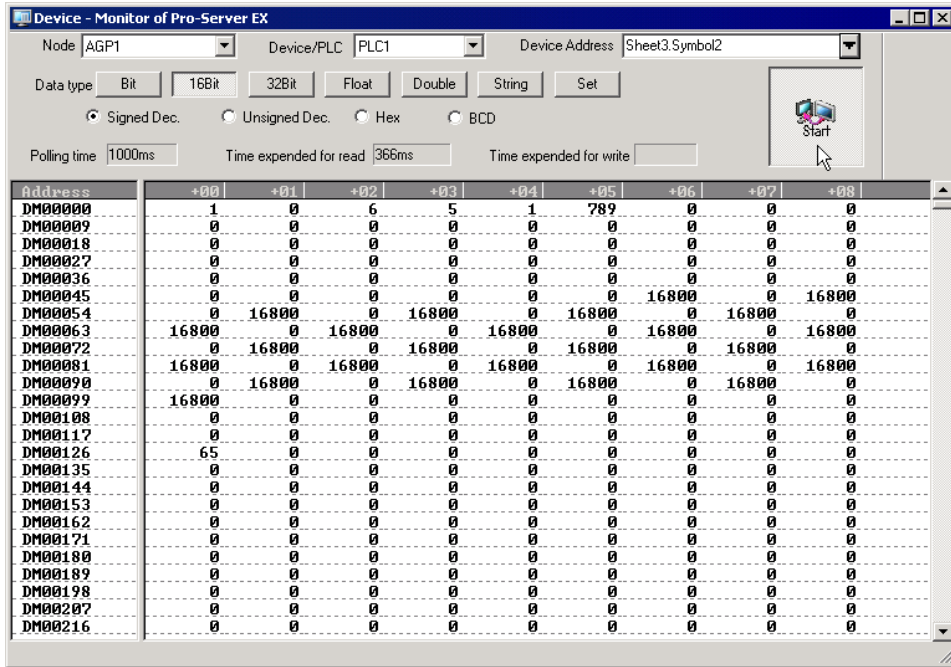 Device - Monitor of Pro-Server EX
Node AGP1 Device/PLC PLC1 Device Address Sheet3.Symbol2
Data type Bit 16Bit 32Bit Float Double String Set
Signed Dec. Unsigned Dec. Hex BCD
Start
Polling time 1000ms Time expended for read 366ms Time expended for write
Address +00 +01 +02 +03 +04 +05 +06 +07 +08
DM00000 1 0 6 5 1 789 0 0 0
DM00009 0 0 0 0 0 0 0 0 0
DM00018 0 0 0 0 0 0 0 0 0
DM00027 0 0 0 0 0 0 0 0 0
DM00036 0 0 0 0 0 0 0 0 0
DM00045 0 0 0 0 0 0 16800 0 16800
DM00054 0 16800 0 16800 0 16800 0 16800 0
DM00063 16800 0 16800 0 16800 0 16800 0 16800
DM00072 0 16800 0 16800 0 16800 0 16800 0
DM00081 16800 0 16800 0 16800 0 16800 0 16800
DM00090 0 16800 0 16800 0 16800 0 16800 0
DM00099 16800 0 0 0 0 0 0 0 0
DM00108 0 0 0 0 0 0 0 0 0
DM00117 0 0 0 0 0 0 0 0 0
DM00126 65 0 0 0 0 0 0 0 0
DM00135 0 0 0 0 0 0 0 0 0
DM00144 0 0 0 0 0 0 0 0 0
DM00153 0 0 0 0 0 0 0 0 0
DM00162 0 0 0 0 0 0 0 0 0
DM00171 0 0 0 0 0 0 0 0 0
DM00180 0 0 0 0 0 0 0 0 0
DM00189 0 0 0 0 0 0 0 0 0
DM00198 0 0 0 0 0 0 0 0 0
DM00207 0 0 0 0 0 0 0 0 0
DM00216 0 0 0 0 0 0 0 0 0